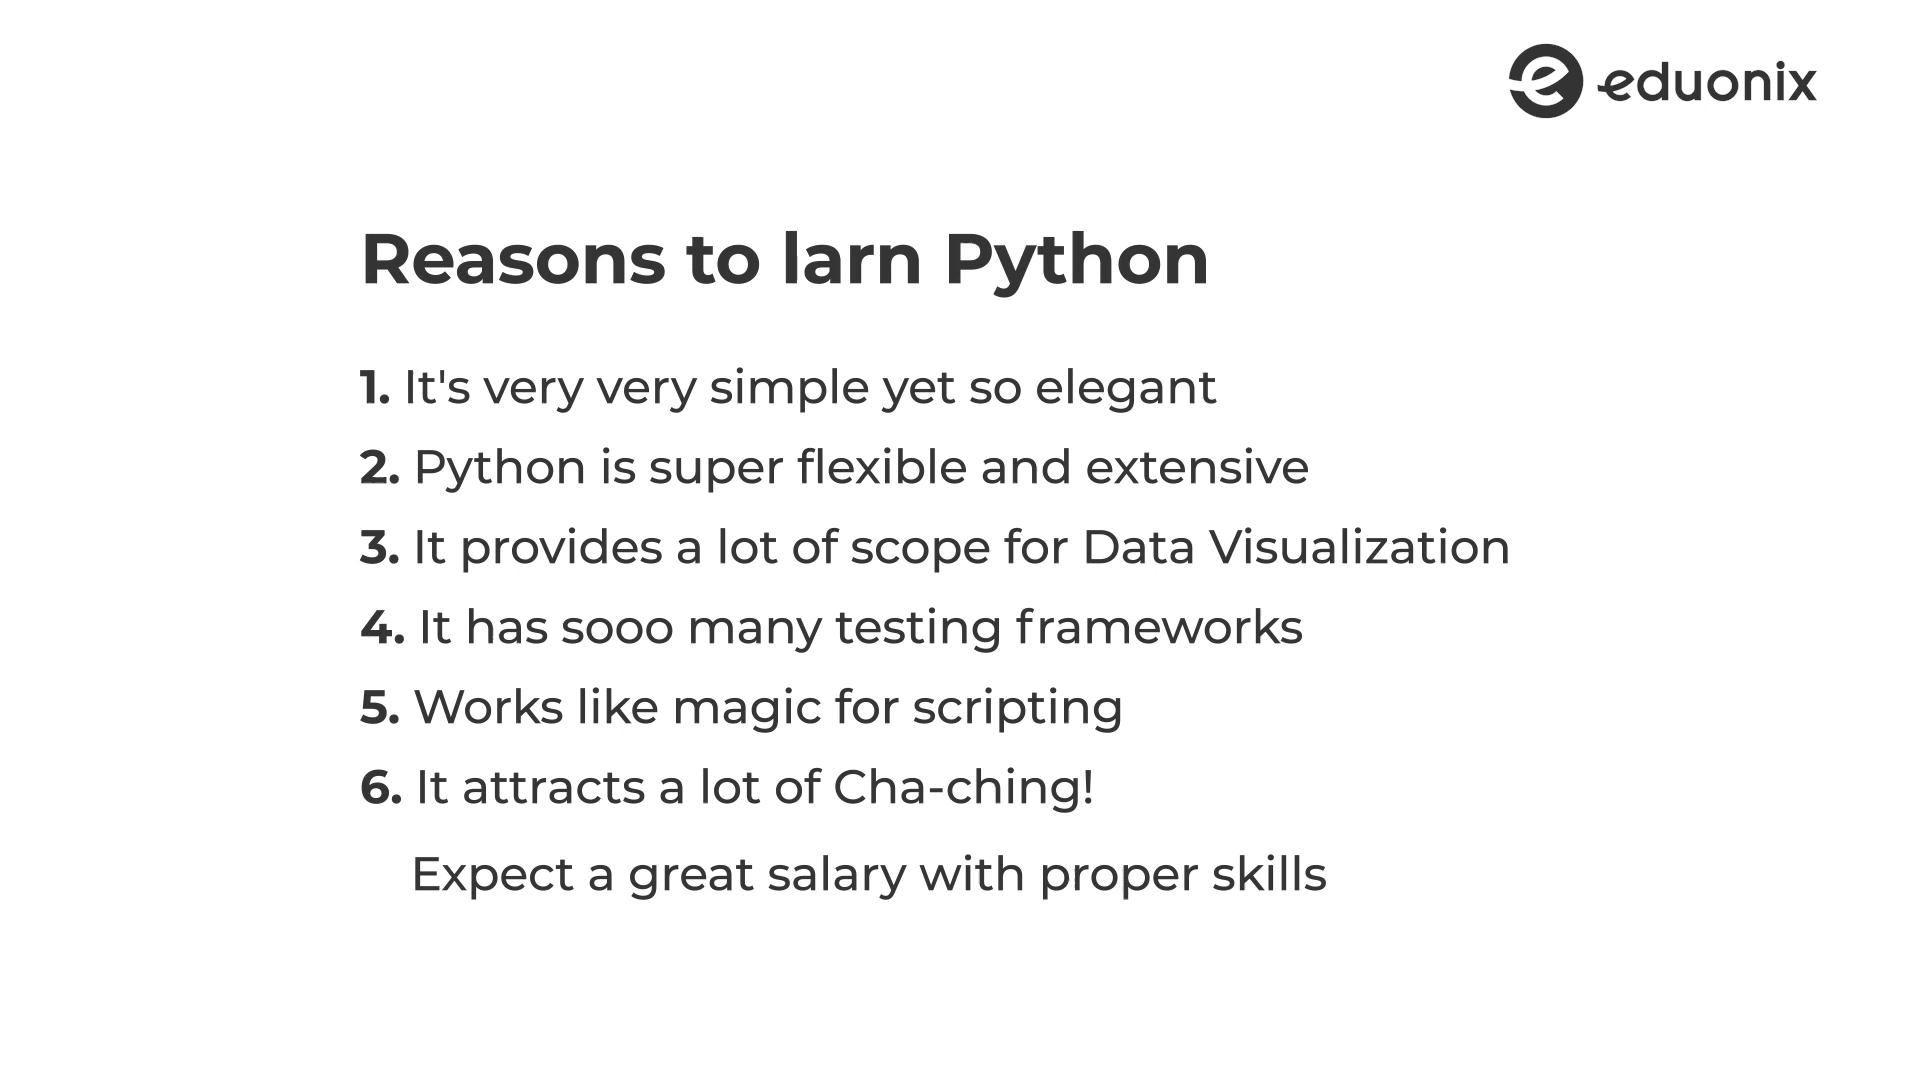 eduonix
Reasons to larn Python
1. It's very very simple yet so elegant
2. Python is super flexible and extensive
3. It provides a lot of scope for Data Visualization
4. It has sooo many testing frameworks
5. Works like magic for scripting
6. It attracts a lot of Cha-ching!
Expect a great salary with proper skills